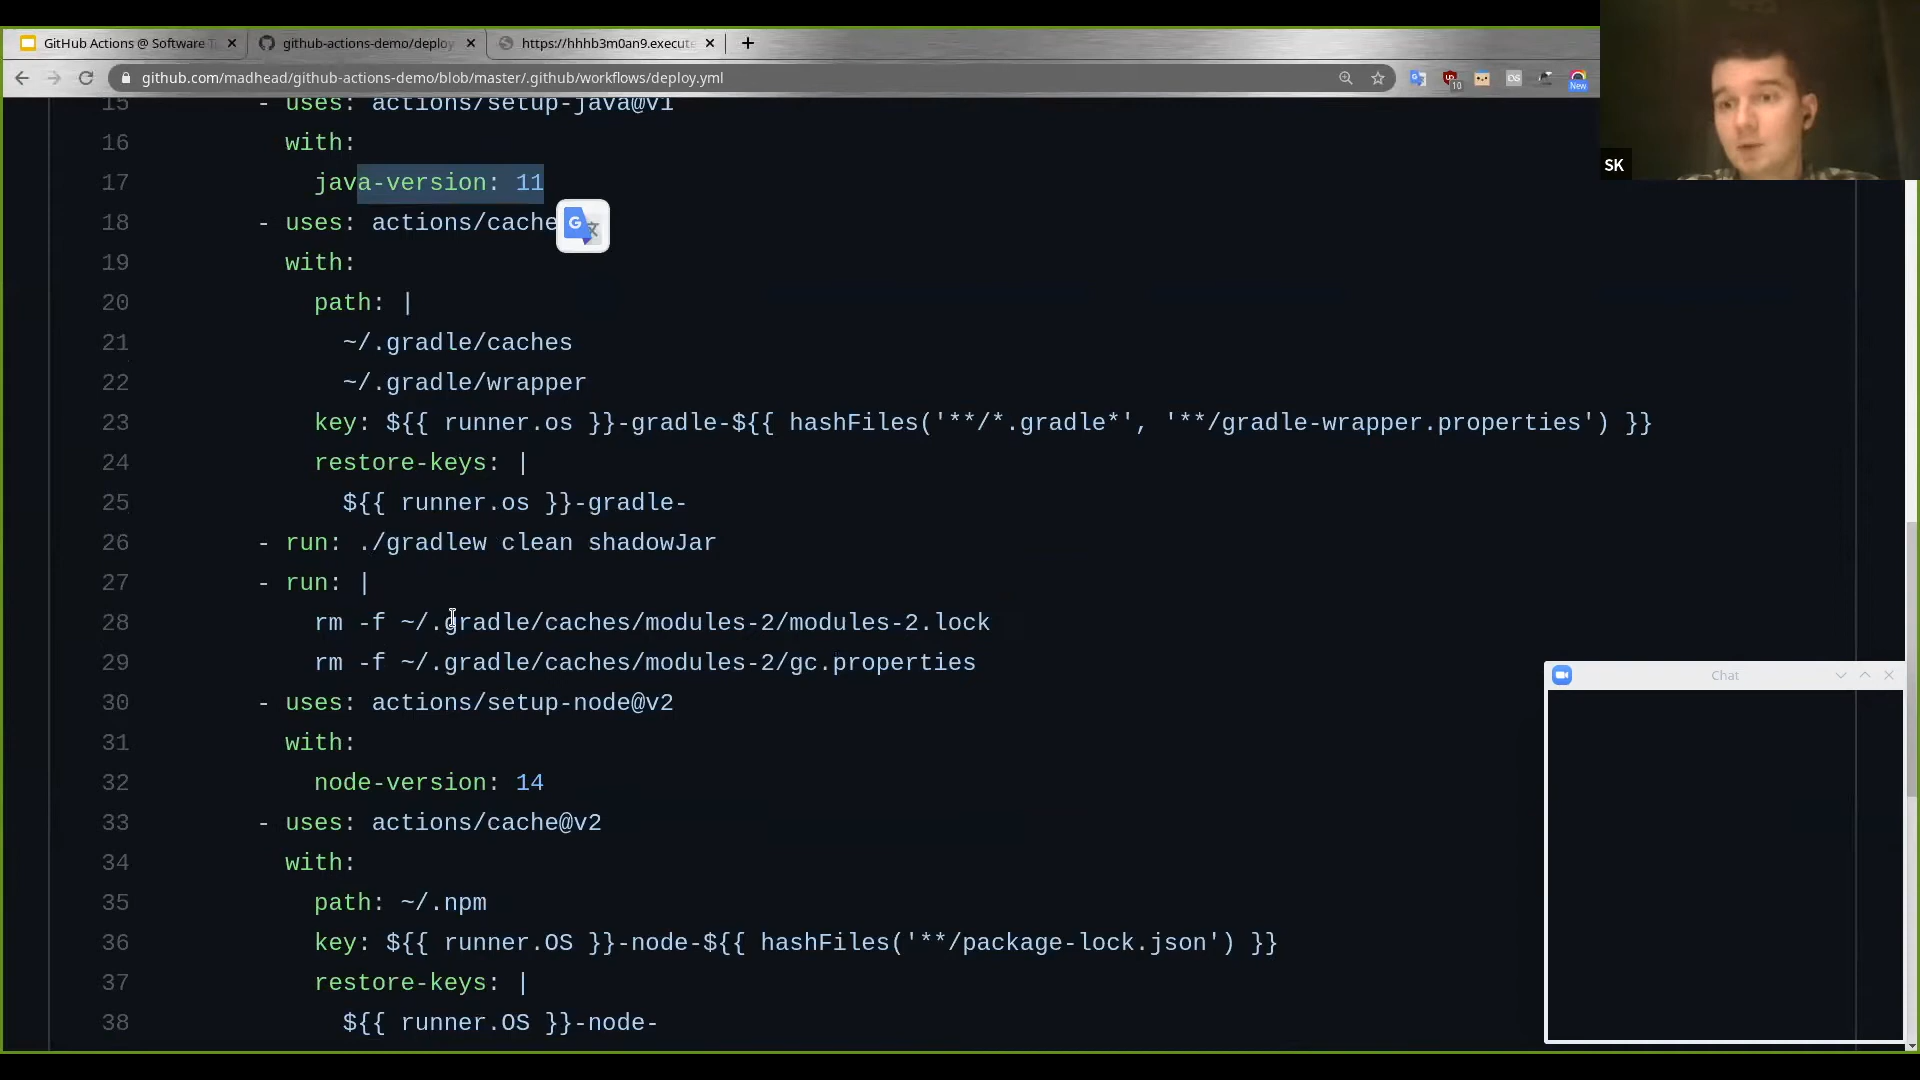 GitHub Actions @ Software T
github-actions-demo/deploy
https://hhhb3m0an9.execute
github.com/madhead/github-actions-demo/blob/master/.github/workflows/deploy.yml
10
New
SK
15 - uses: actions/setup-java@v1
16 with:
17 java-version: 11
18 - uses: actions/cache
19 with:
20 path: |
21 ~/.gradle/caches
22 ~/.gradle/wrapper
23 key: ${{ runner.os }}-gradle-${{ hashFiles('**/*.gradle*', '**/gradle-wrapper.properties') }}
24 restore-keys: |
25 ${{ runner.os }}-gradle-
26 - run: ./gradlew clean shadowJar
27 - run: |
28 rm -f ~/.gradle/caches/modules-2/modules-2.lock
29 rm -f ~/.gradle/caches/modules-2/gc.properties
30 - uses: actions/setup-node@v2
31 with:
32 node-version: 14
33 - uses: actions/cache@v2
34 with:
35 path: ~/.npm
36 key: ${{ runner.OS }}-node-${{ hashFiles('**/package-lock.json') }}
37 restore-keys: |
38 ${{ runner.OS }}-node-
Chat